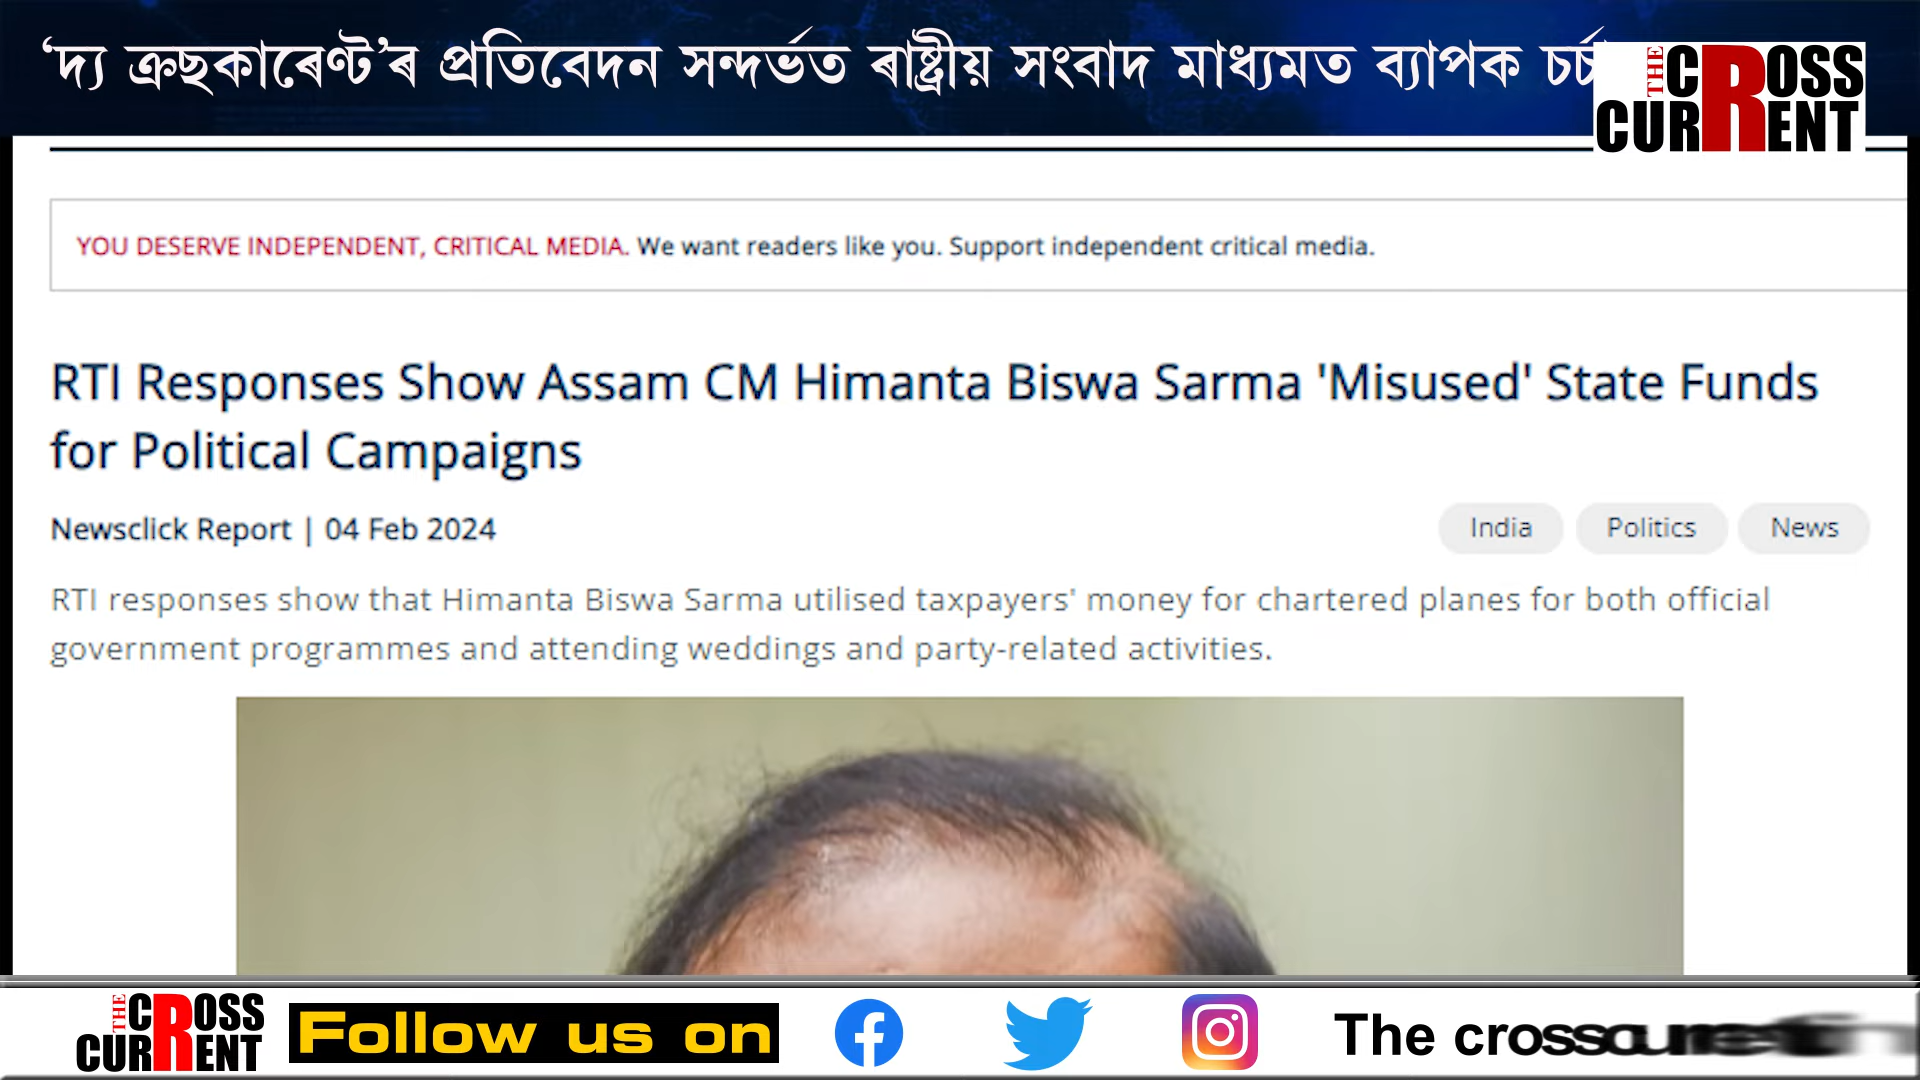 ‘দ্য ক্ৰছকাৰেণ্ট’ৰ প্ৰতিবেদন সন্দৰ্ভত ৰাষ্ট্ৰীয় সংবাদ মাধ্যমত ব্যাপক
THE CROSS
CURRENT
YOU DESERVE INDEPENDENT, CRITICAL MEDIA. We want readers like you. Support independent critical media.
RTI Responses Show Assam CM Himanta Biswa Sarma 'Misused' State Funds
for Political Campaigns
Newsclick Report | 04 Feb 2024
India Politics News
RTI responses show that Himanta Biswa Sarma utilised taxpayers' money for chartered planes for both official
government programmes and attending weddings and party-related activities.
THE CROSS
CURRENT
Follow us on
The